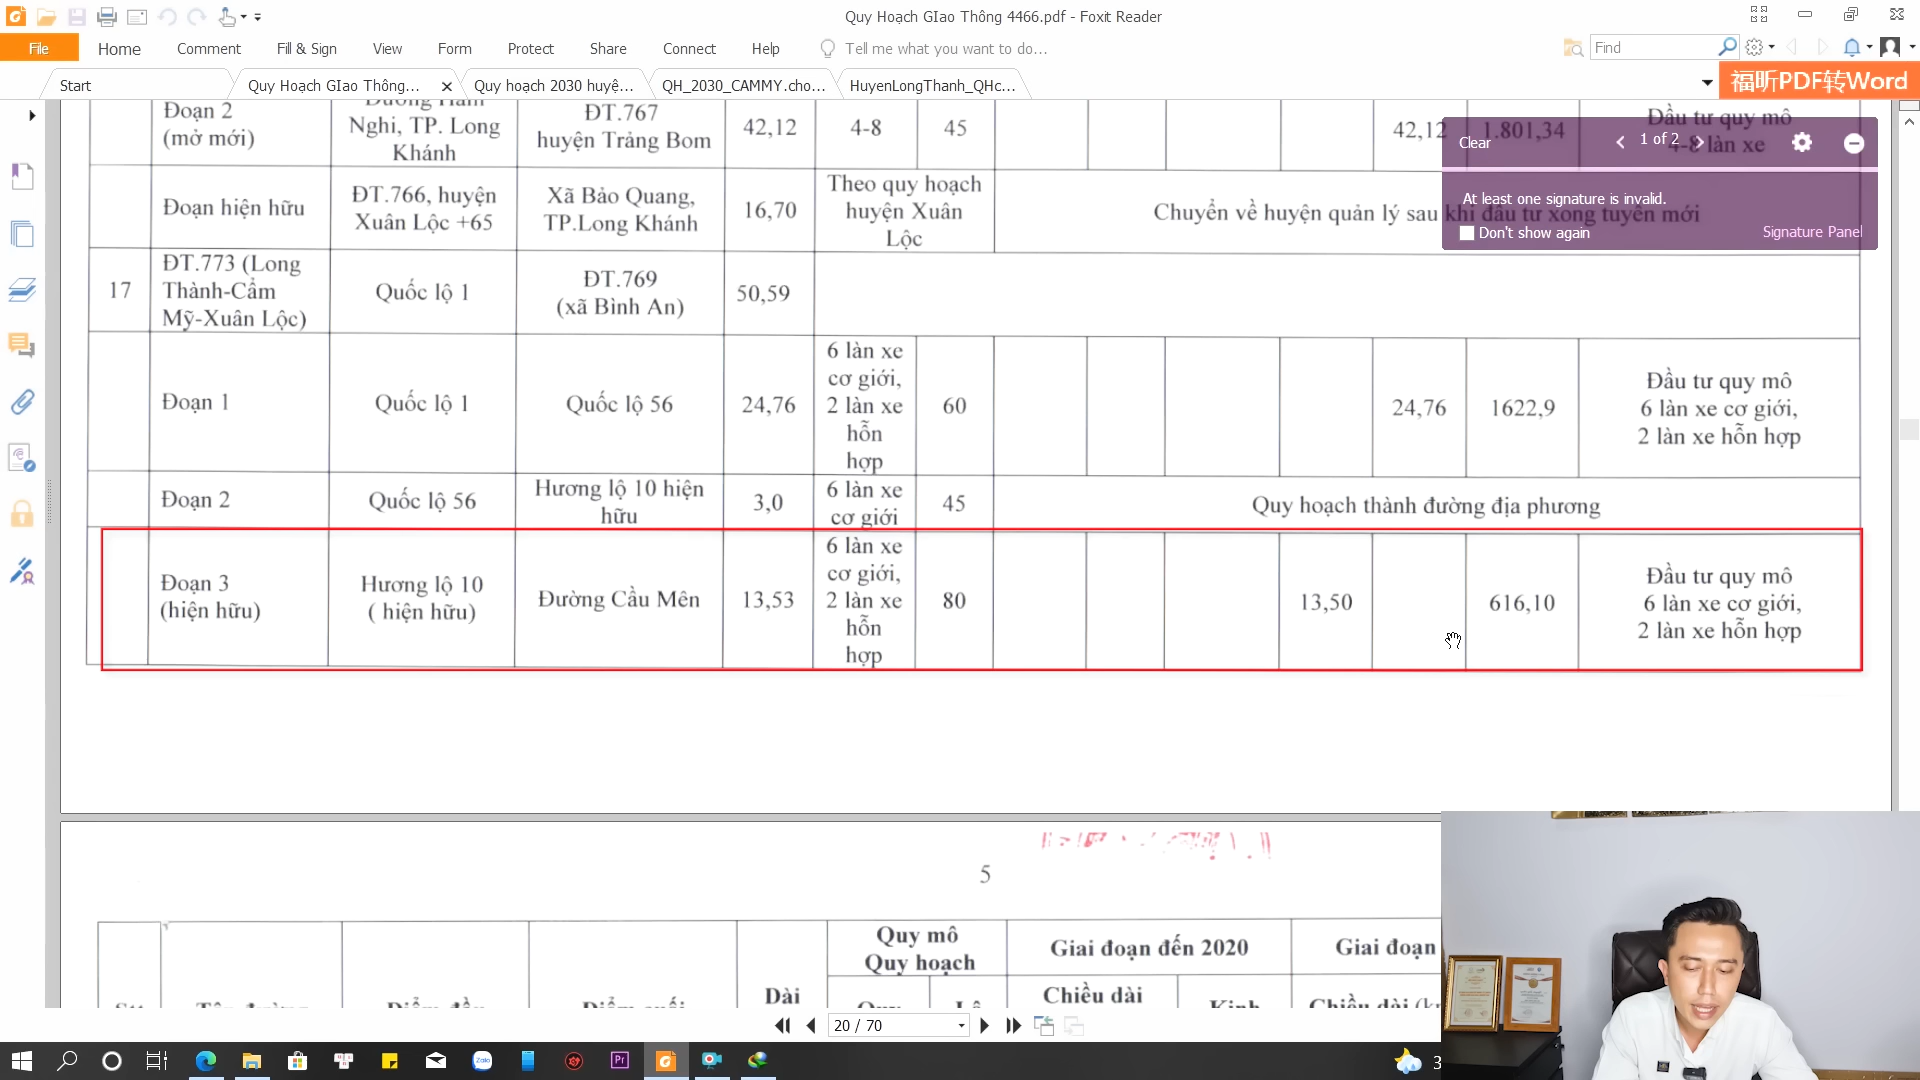 Quy Hoạch GIao Thông 4466.pdf - Foxit Reader
File Home Comment Fill & Sign View Form Protect Share Connect Help Tell me what you want to do... Find
Start Quy Hoạch GIao Thông... Quy hoạch 2030 huyệ... QH_2030_CAMMY.cho... HuyenLongThanh_QHc... 福昕PDF转Word
Đoạn 2
(mở mới)
Nghi, TP. Long
Khánh
ĐT.767
huyện Trảng Bom
42,12
4-8
45
42,12
1.801,34
Đầu tư quy mô
4-8 làn xe
Clear
1 of 2
At least one signature is invalid.
Don't show again
Signature Panel
Đoạn hiện hữu
ĐT.766, huyện
Xuân Lộc +65
Xã Bảo Quang,
TP.Long Khánh
16,70
Theo quy hoạch
huyện Xuân
Lộc
Chuyển về huyện quản lý sau khi đầu tư xong tuyến mới
17
ĐT.773 (Long
Thành-Cẩm
Mỹ-Xuân Lộc)
Quốc lộ 1
ĐT.769
(xã Bình An)
50,59
Đoạn 1
Quốc lộ 1
Quốc lộ 56
24,76
6 làn xe
cơ giới,
2 làn xe
hỗn
hợp
60
24,76
1622,9
Đầu tư quy mô
6 làn xe cơ giới,
2 làn xe hỗn hợp
Đoạn 2
Quốc lộ 56
Hương lộ 10 hiện
hữu
3,0
6 làn xe
cơ giới
45
Quy hoạch thành đường địa phương
Đoạn 3
(hiện hữu)
Hương lộ 10
( hiện hữu)
Đường Cầu Mên
13,53
6 làn xe
cơ giới,
2 làn xe
hỗn
hợp
80
13,50
616,10
Đầu tư quy mô
6 làn xe cơ giới,
2 làn xe hỗn hợp
5
Quy mô
Quy hoạch
Giai đoạn đến 2020
Giai đoạn
Dài
Chiều dài
20 / 70
Zalo
Pr
3